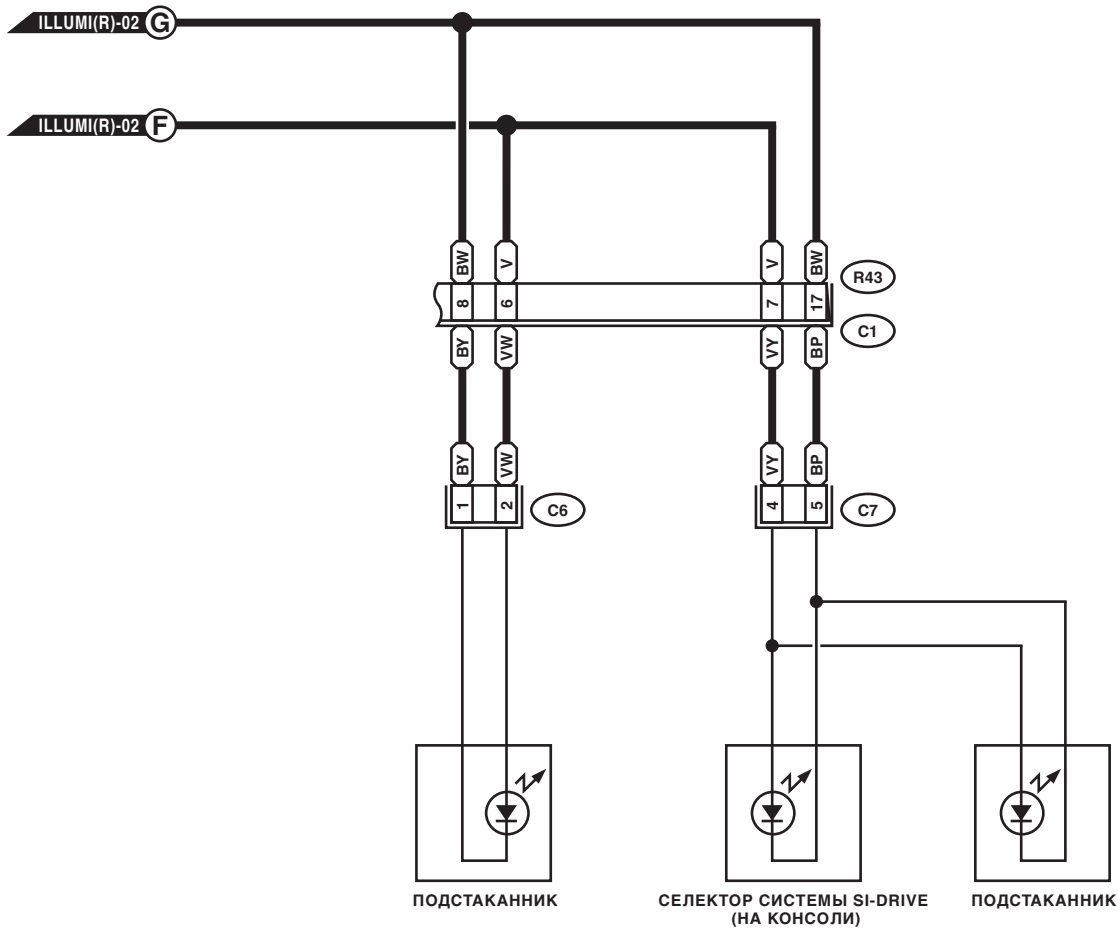 ILLUMI(R)-02 G
ILLUMI(R)-02 F
BW V V BW
R43
8 6 7 17
C1
BY VW VY BP
BY VW VY BP
1 2 C6 4 5 C7
ПОДСТАКАННИК
СЕЛЕКТОР СИСТЕМЫ SI-DRIVE
(НА КОНСОЛИ)
ПОДСТАКАННИК